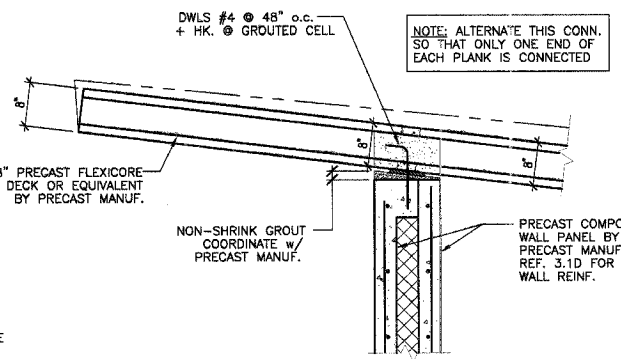 DWLS #4 @ 48" o.c.
+ HK. @ GROUTED CELL
NOTE: ALTERNATE THIS CONN.
SO THAT ONLY ONE END OF
EACH PLANK IS CONNECTED
8"
8"
8"
8" PRECAST FLEXICORE
DECK OR EQUIVALENT
BY PRECAST MANUF.
NON-SHRINK GROUT
COORDINATE w/
PRECAST MANUF.
PRECAST COMPO
WALL PANEL BY
PRECAST MANUF
REF. 3.1D FOR
WALL REINF.
E